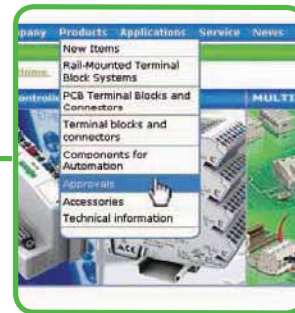 pany Products Applications Service News
New Items
Home
Rail-Mounted Terminal
Block Systems
PCB Terminal Blocks and
Connectors
ontrolle
MULTI
Terminal blocks and
connectors
Components for
Automation
Approvals
Accessories
Technical information